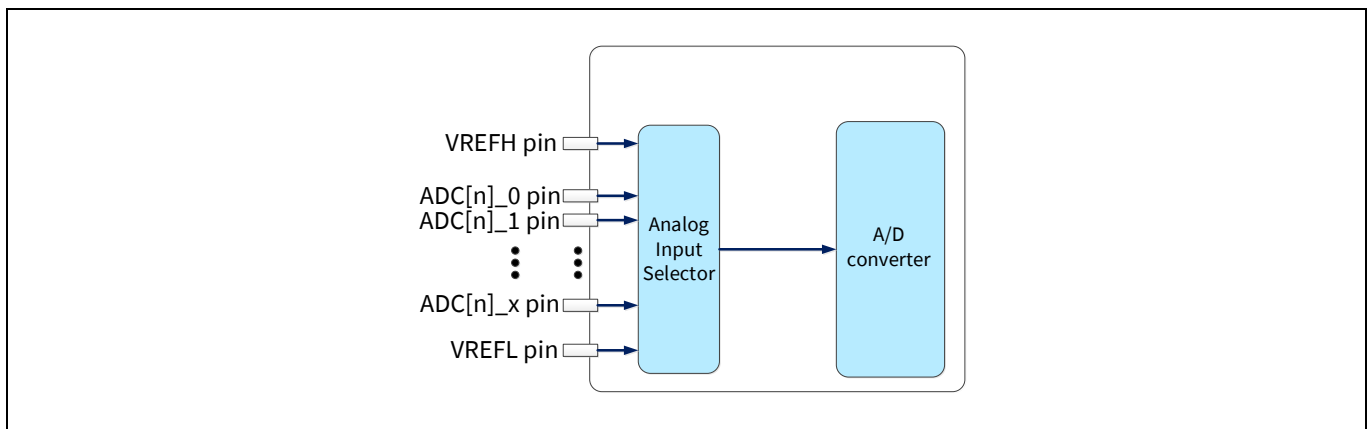 VREFH pin
ADC[n]_0 pin
ADC[n]_1 pin
ADC[n]_x pin
VREFL pin
Analog
Input
Selector
A/D
converter